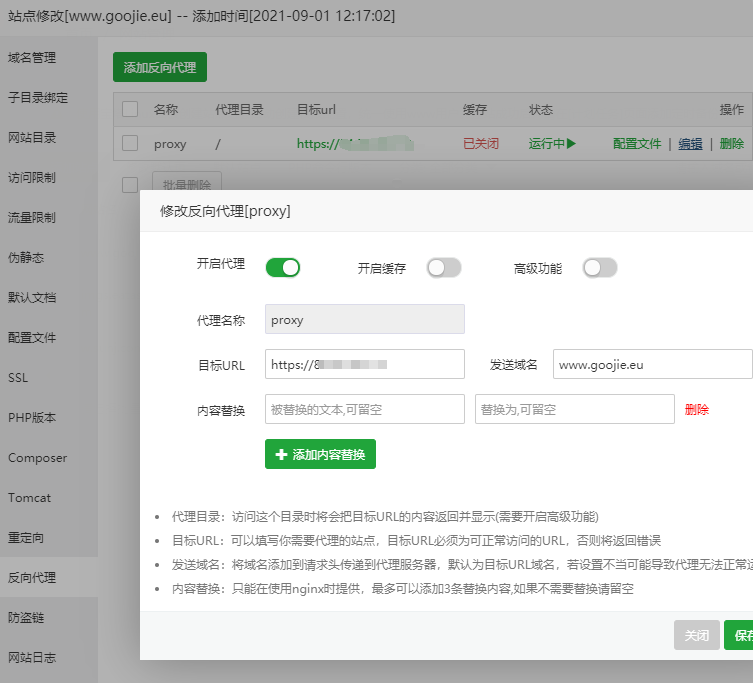 站点修改[www.goojie.eu] -- 添加时间[2021-09-01 12:17:02]
域名管理
子目录绑定
网站目录
访问限制
流量限制
伪静态
默认文档
配置文件
SSL
PHP版本
Composer
Tomcat
重定向
反向代理
防盗链
网站日志
添加反向代理
名称 代理目录 目标url 缓存 状态 操作
proxy / https:// 已关闭 运行中▶ 配置文件 | 编辑 | 删除
批量删除
修改反向代理[proxy]
开启代理 开启缓存 高级功能
代理名称 proxy
目标URL https://8 发送域名 www.goojie.eu
内容替换 被替换的文本,可留空 替换为,可留空 删除
添加内容替换
代理目录：访问这个目录时将会把目标URL的内容返回并显示(需要开启高级功能)
目标URL：可以填写你需要代理的站点，目标URL必须为可正常访问的URL，否则将返回错误
发送域名：将域名添加到请求头传递到代理服务器，默认为目标URL域名，若设置不当可能导致代理无法正常运
内容替换：只能在使用nginx时提供，最多可以添加3条替换内容,如果不需要替换请留空
关闭 保存